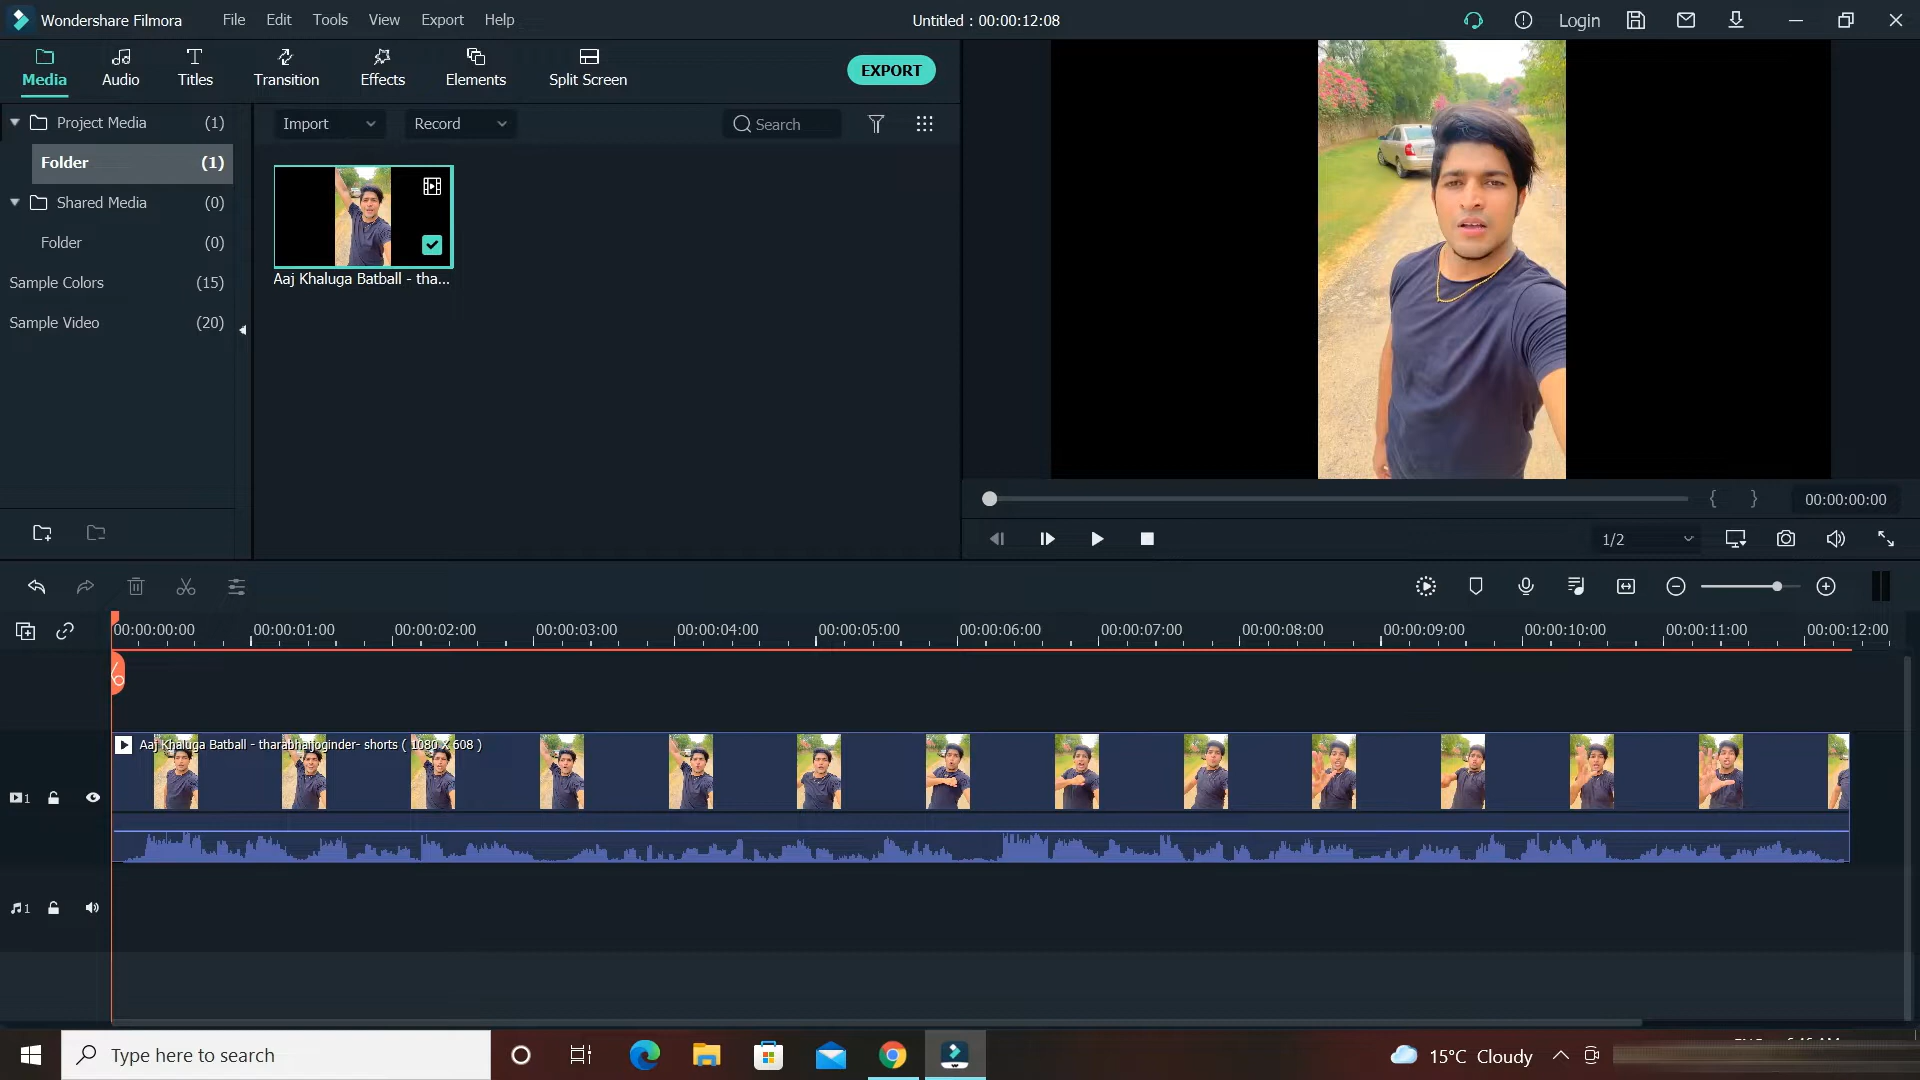 Wondershare Filmora File Edit Tools View Export Help Untitled : 00:00:12:08 Login
Media Audio Titles Transition Effects Elements Split Screen EXPORT
Project Media (1) Import Record Search
Folder (1)
Shared Media (0)
Folder (0)
Aaj Khaluga Batball - tha...
Sample Colors (15)
Sample Video (20)
{ } 00:00:00:00
1/2
00:00:00:00 00:00:01:00 00:00:02:00 00:00:03:00 00:00:04:00 00:00:05:00 00:00:06:00 00:00:07:00 00:00:08:00 00:00:09:00 00:00:10:00 00:00:11:00 00:00:12:00
Aaj Khaluga Batball - tharabhaijoginder- shorts ( 1080 X 608 )
1
1
Type here to search 15°C Cloudy